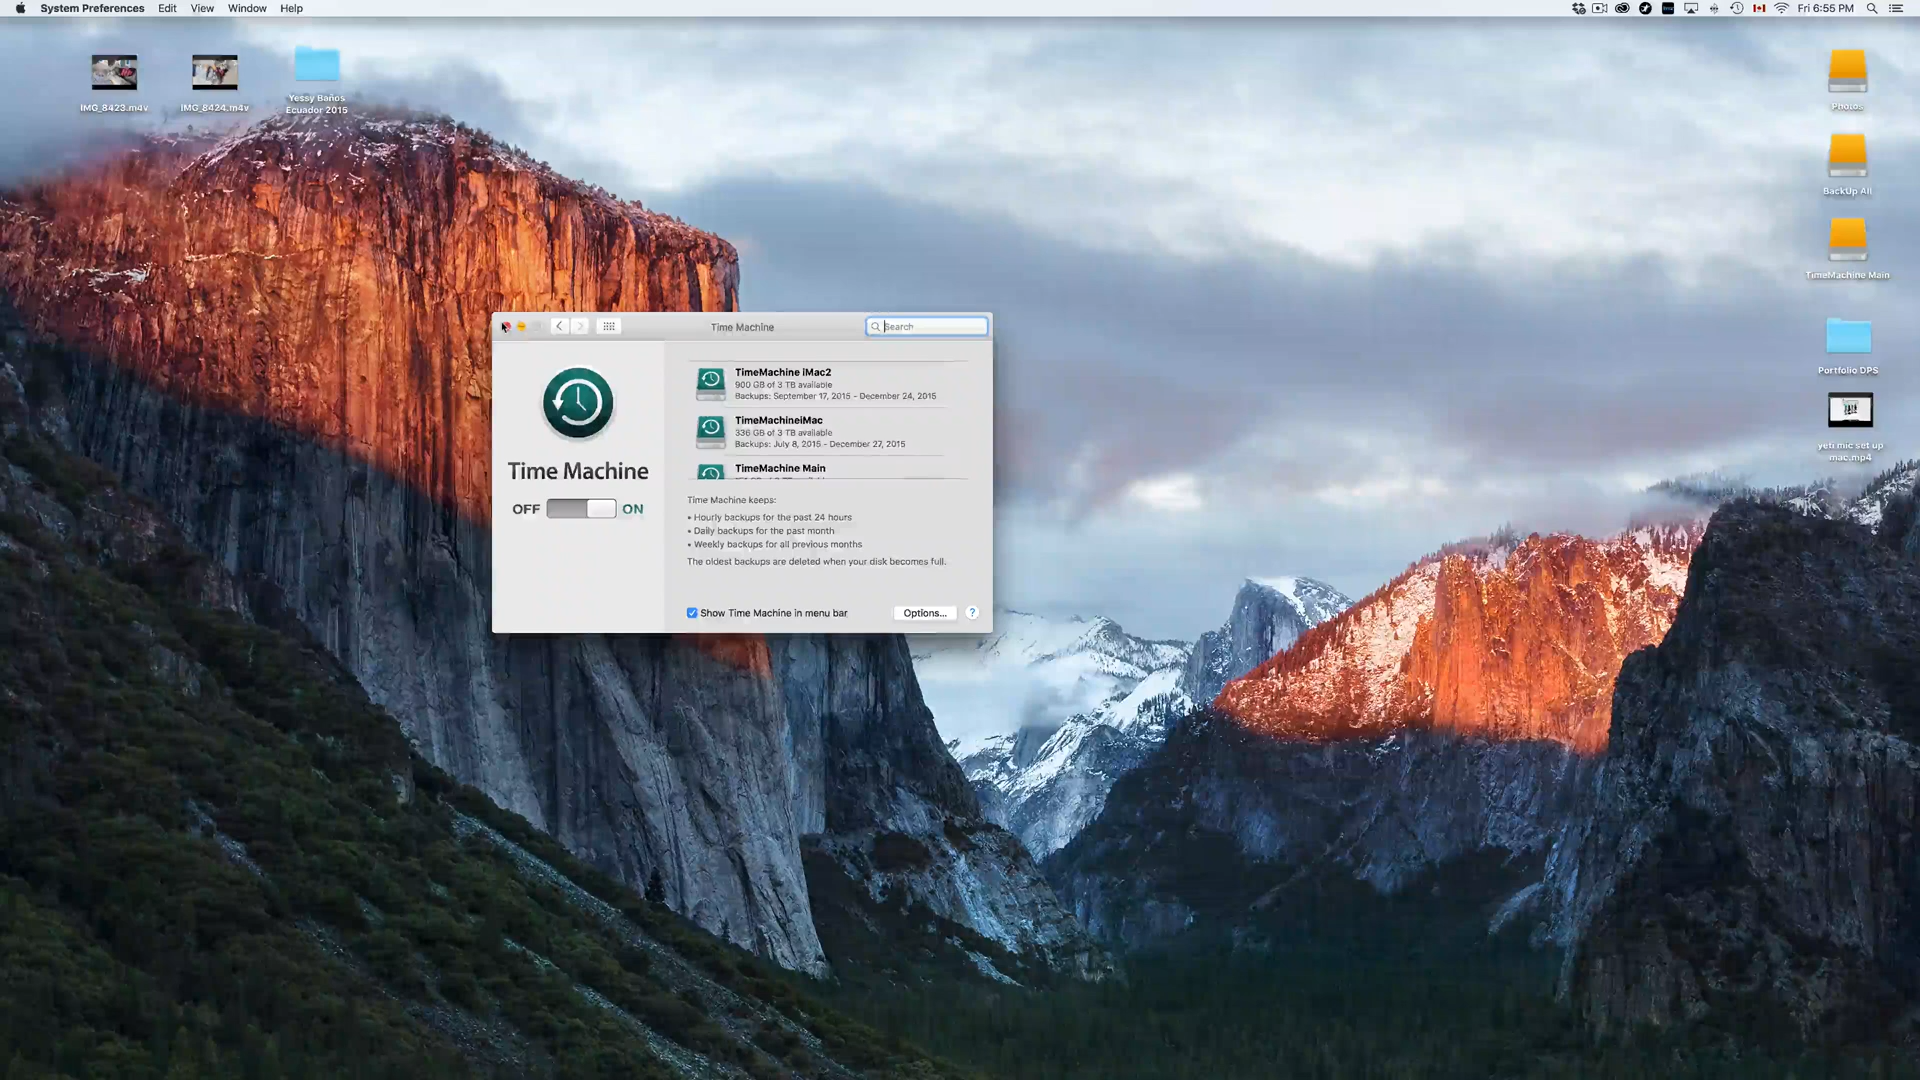 System Preferences Edit View Window Help
Fri 6:55 PM
IMG_8423.m4v
IMG_8424.m4v
Yessy Baños
Ecuador 2015
Photos
BackUp All
TimeMachine Main
Portfolio DPS
yeti mic set up
mac.mp4
Time Machine
Search
Time Machine
OFF
ON
TimeMachine iMac2
900 GB of 3 TB available
Backups: September 17, 2015 - December 24, 2015
TimeMachineiMac
336 GB of 3 TB available
Backups: July 8, 2015 - December 27, 2015
TimeMachine Main
Time Machine keeps:
• Hourly backups for the past 24 hours
• Daily backups for the past month
• Weekly backups for all previous months
The oldest backups are deleted when your disk becomes full.
Show Time Machine in menu bar
Options...
?